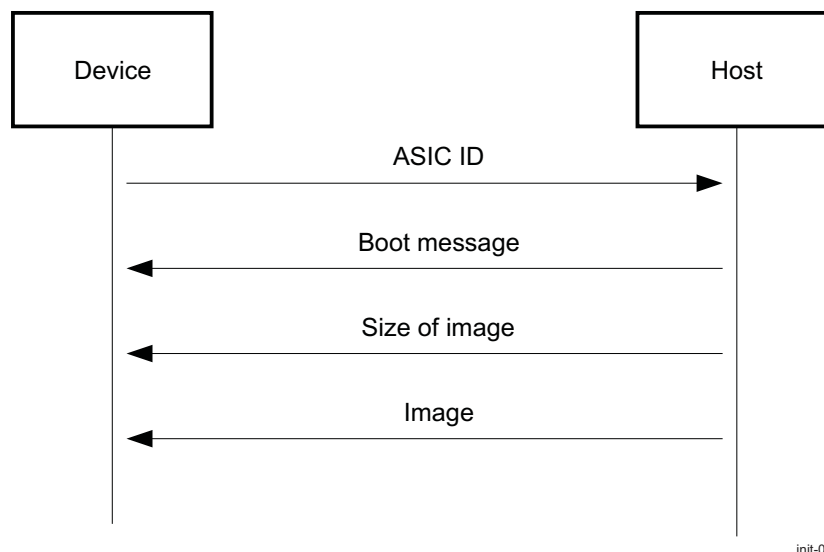 Device
Host
ASIC ID
Boot message
Size of image
Image